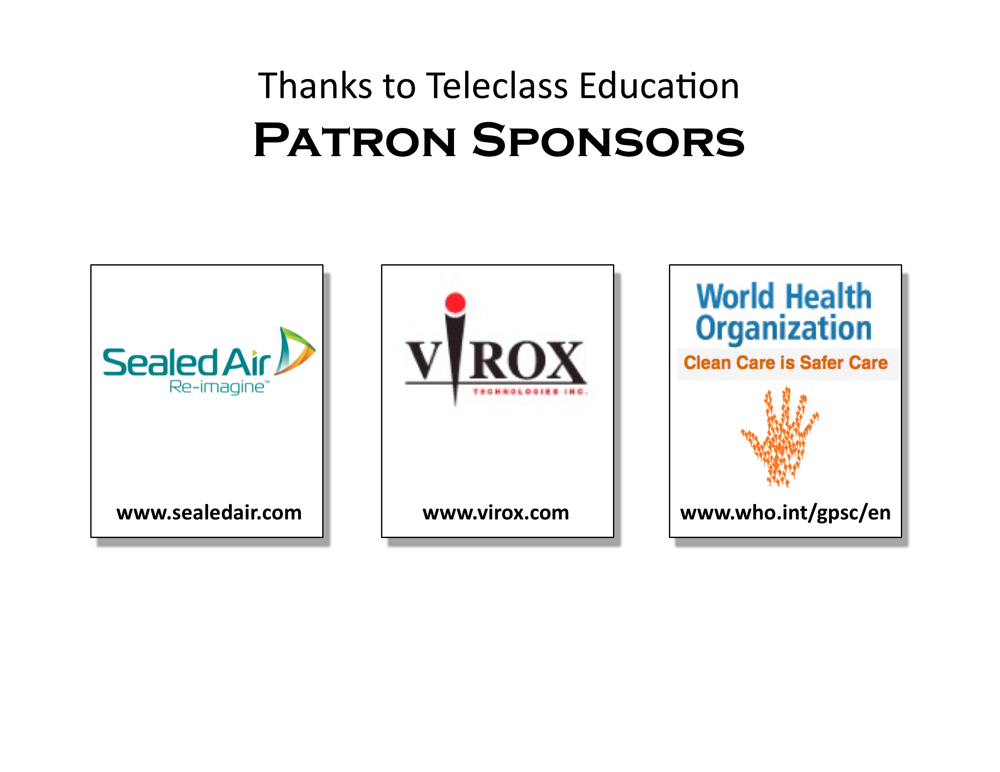 Thanks to Teleclass Education
PATRON SPONSORS
Sealed Air
Re-imagine™
www.sealedair.com
VIROX
TECHNOLOGIES INC.
www.virox.com
World Health
Organization
Clean Care is Safer Care
www.who.int/gpsc/en